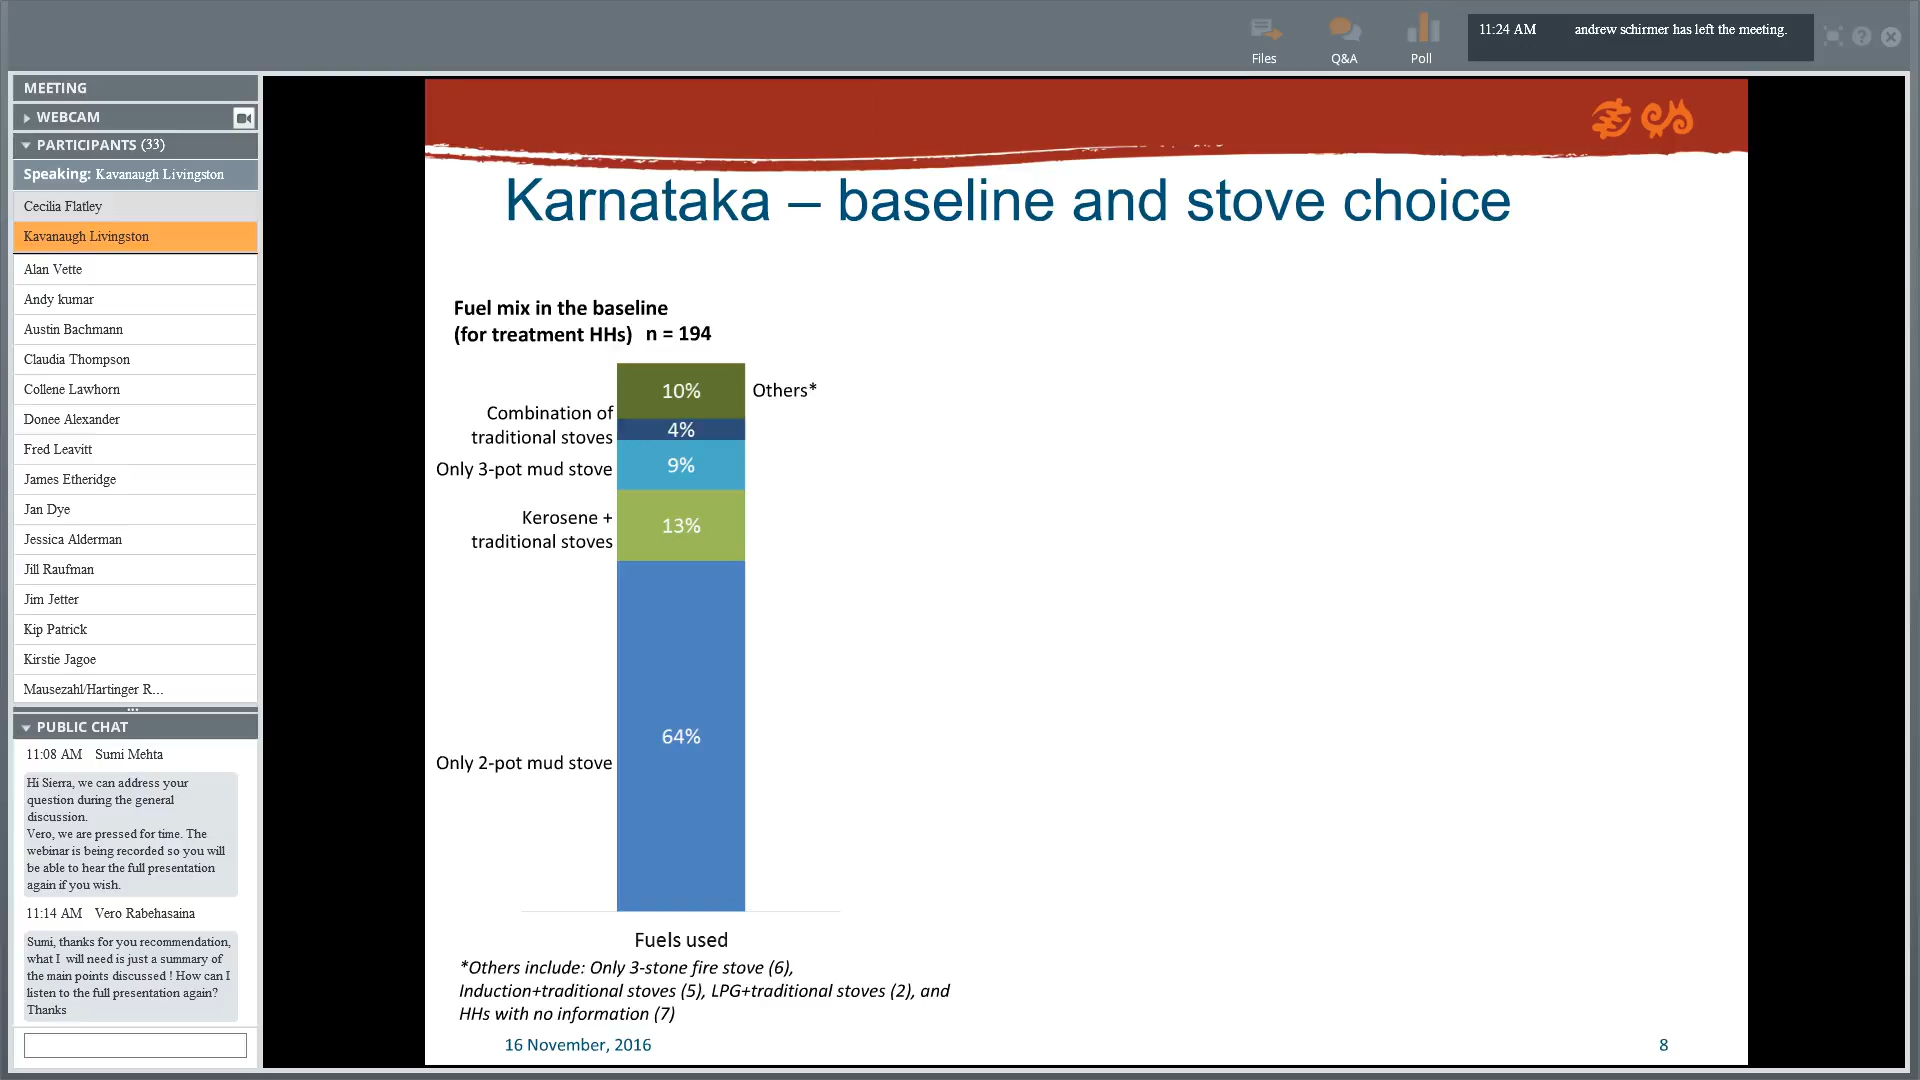 Files
Q&A
Poll
11:24 AM andrew schirmer has left the meeting.
MEETING
WEBCAM
PARTICIPANTS (33)
Speaking: Kavanaugh Livingston
Cecilia Flatley
Kavanaugh Livingston
Alan Vette
Andy kumar
Austin Bachmann
Claudia Thompson
Collene Lawhorn
Donee Alexander
Fred Leavitt
James Etheridge
Jan Dye
Jessica Alderman
Jill Raufman
Jim Jetter
Kip Patrick
Kirstie Jagoe
Mausezahl/Hartinger R...
PUBLIC CHAT
11:08 AM Sumi Mehta
Hi Sierra, we can address your
question during the general
discussion.
Vero, we are pressed for time. The
webinar is being recorded so you will
be able to hear the full presentation
again if you wish.
11:14 AM Vero Rabehasaina
Sumi, thanks for you recommendation,
what I will need is just a summary of
the main points discussed ! How can I
listen to the full presentation again?
Thanks
Karnataka – baseline and stove choice
Fuel mix in the baseline
(for treatment HHs) n = 194
10% Others*
Combination of
traditional stoves
4%
Only 3-pot mud stove 9%
Kerosene +
traditional stoves
13%
64%
Only 2-pot mud stove
Fuels used
*Others include: Only 3-stone fire stove (6),
Induction+traditional stoves (5), LPG+traditional stoves (2), and
HHs with no information (7)
16 November, 2016
8